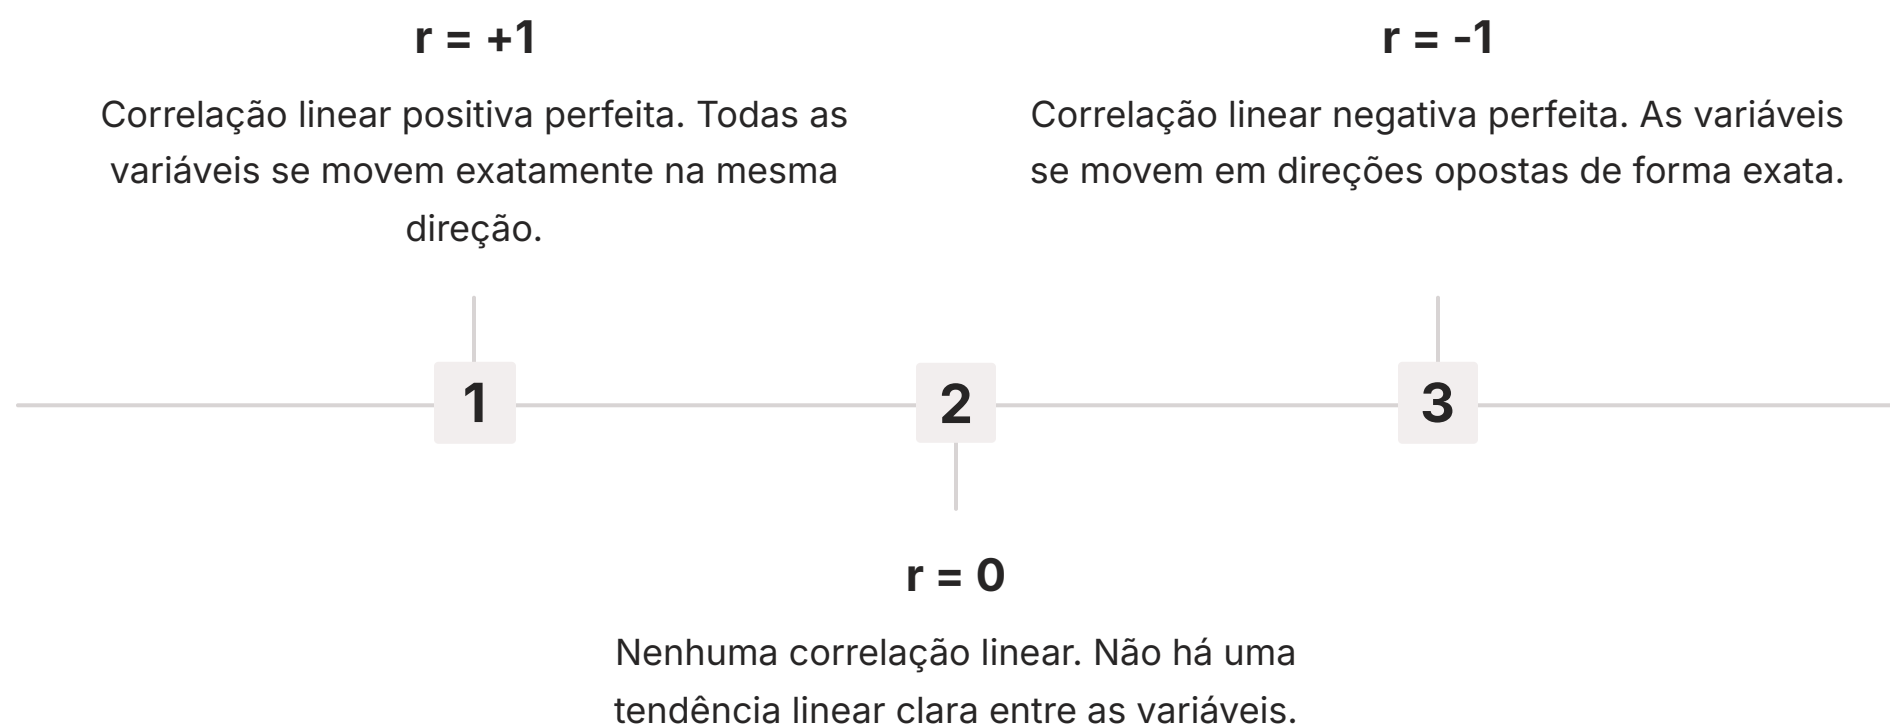 r = +1
Correlação linear positiva perfeita. Todas as
variáveis se movem exatamente na mesma
direção.
r = -1
Correlação linear negativa perfeita. As variáveis
se movem em direções opostas de forma exata.
1
2
3
r = 0
Nenhuma correlação linear. Não há uma
tendência linear clara entre as variáveis.